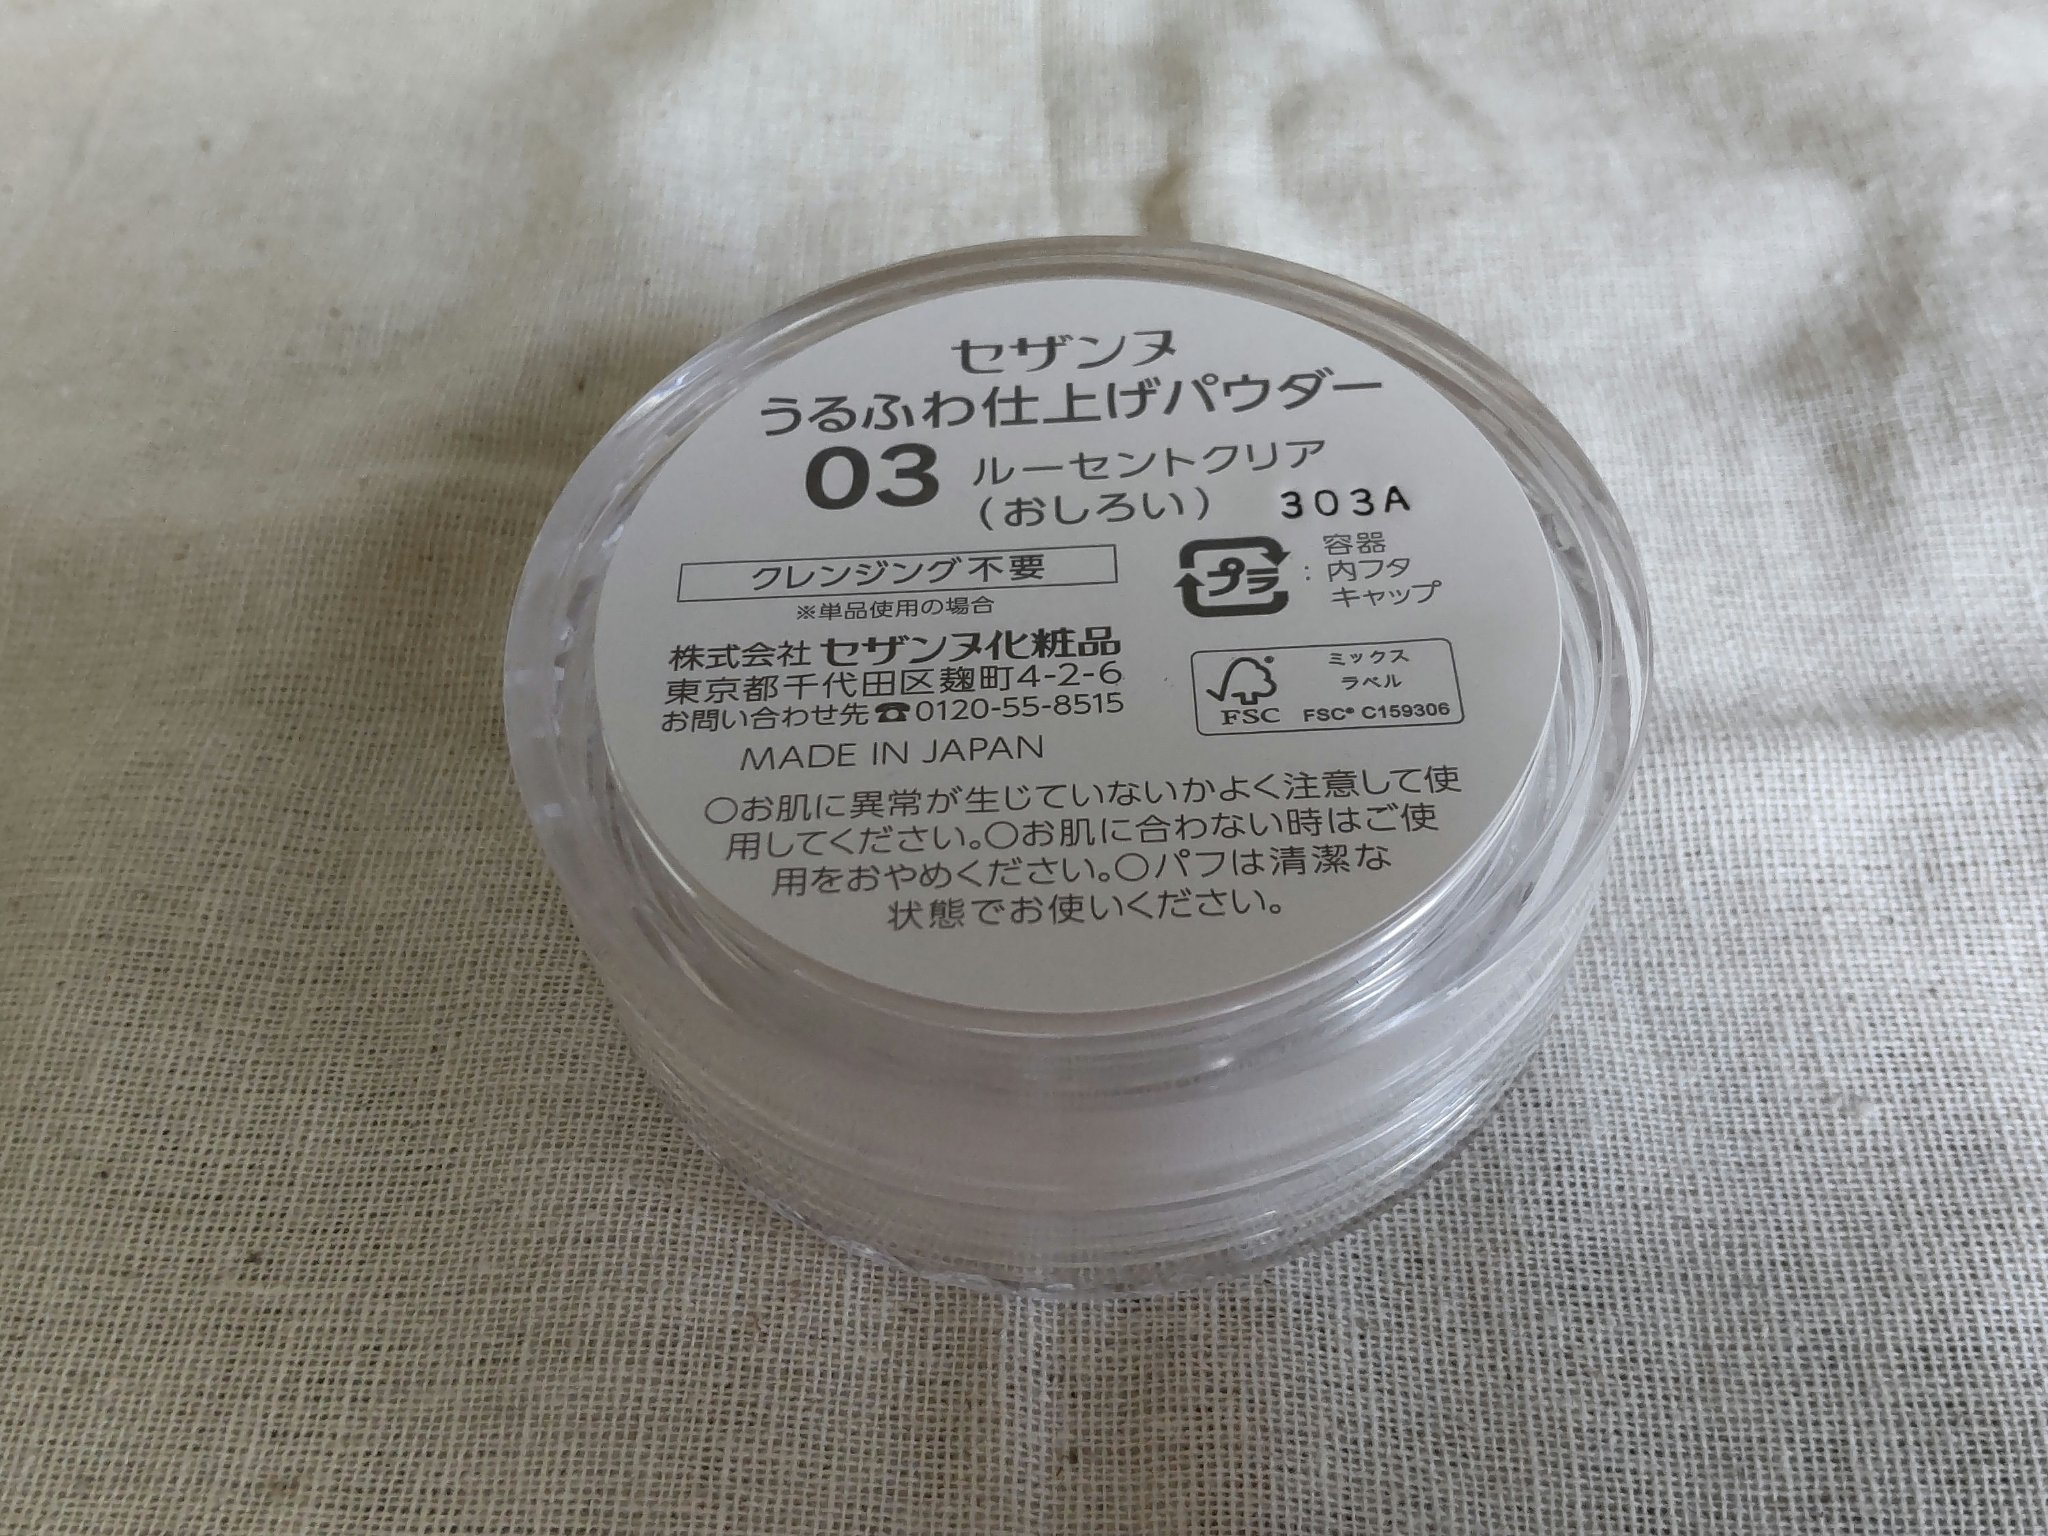 セザンヌ
うるふわ仕上げパウダー
03 ルーセントクリア
(おしろい) 303A
クレンジング不要
※単品使用の場合
プラ : 容器
内フタ
キャップ
株式会社 セザンヌ化粧品
東京都千代田区麹町4-2-6
お問い合わせ先☎0120-55-8515
MADE IN JAPAN
FSC
ミックス
ラベル
FSC® C159306
○お肌に異常が生じていないかよく注意して使
用してください。○お肌に合わない時はご使
用をおやめください。○パフは清潔な
状態でお使いください。